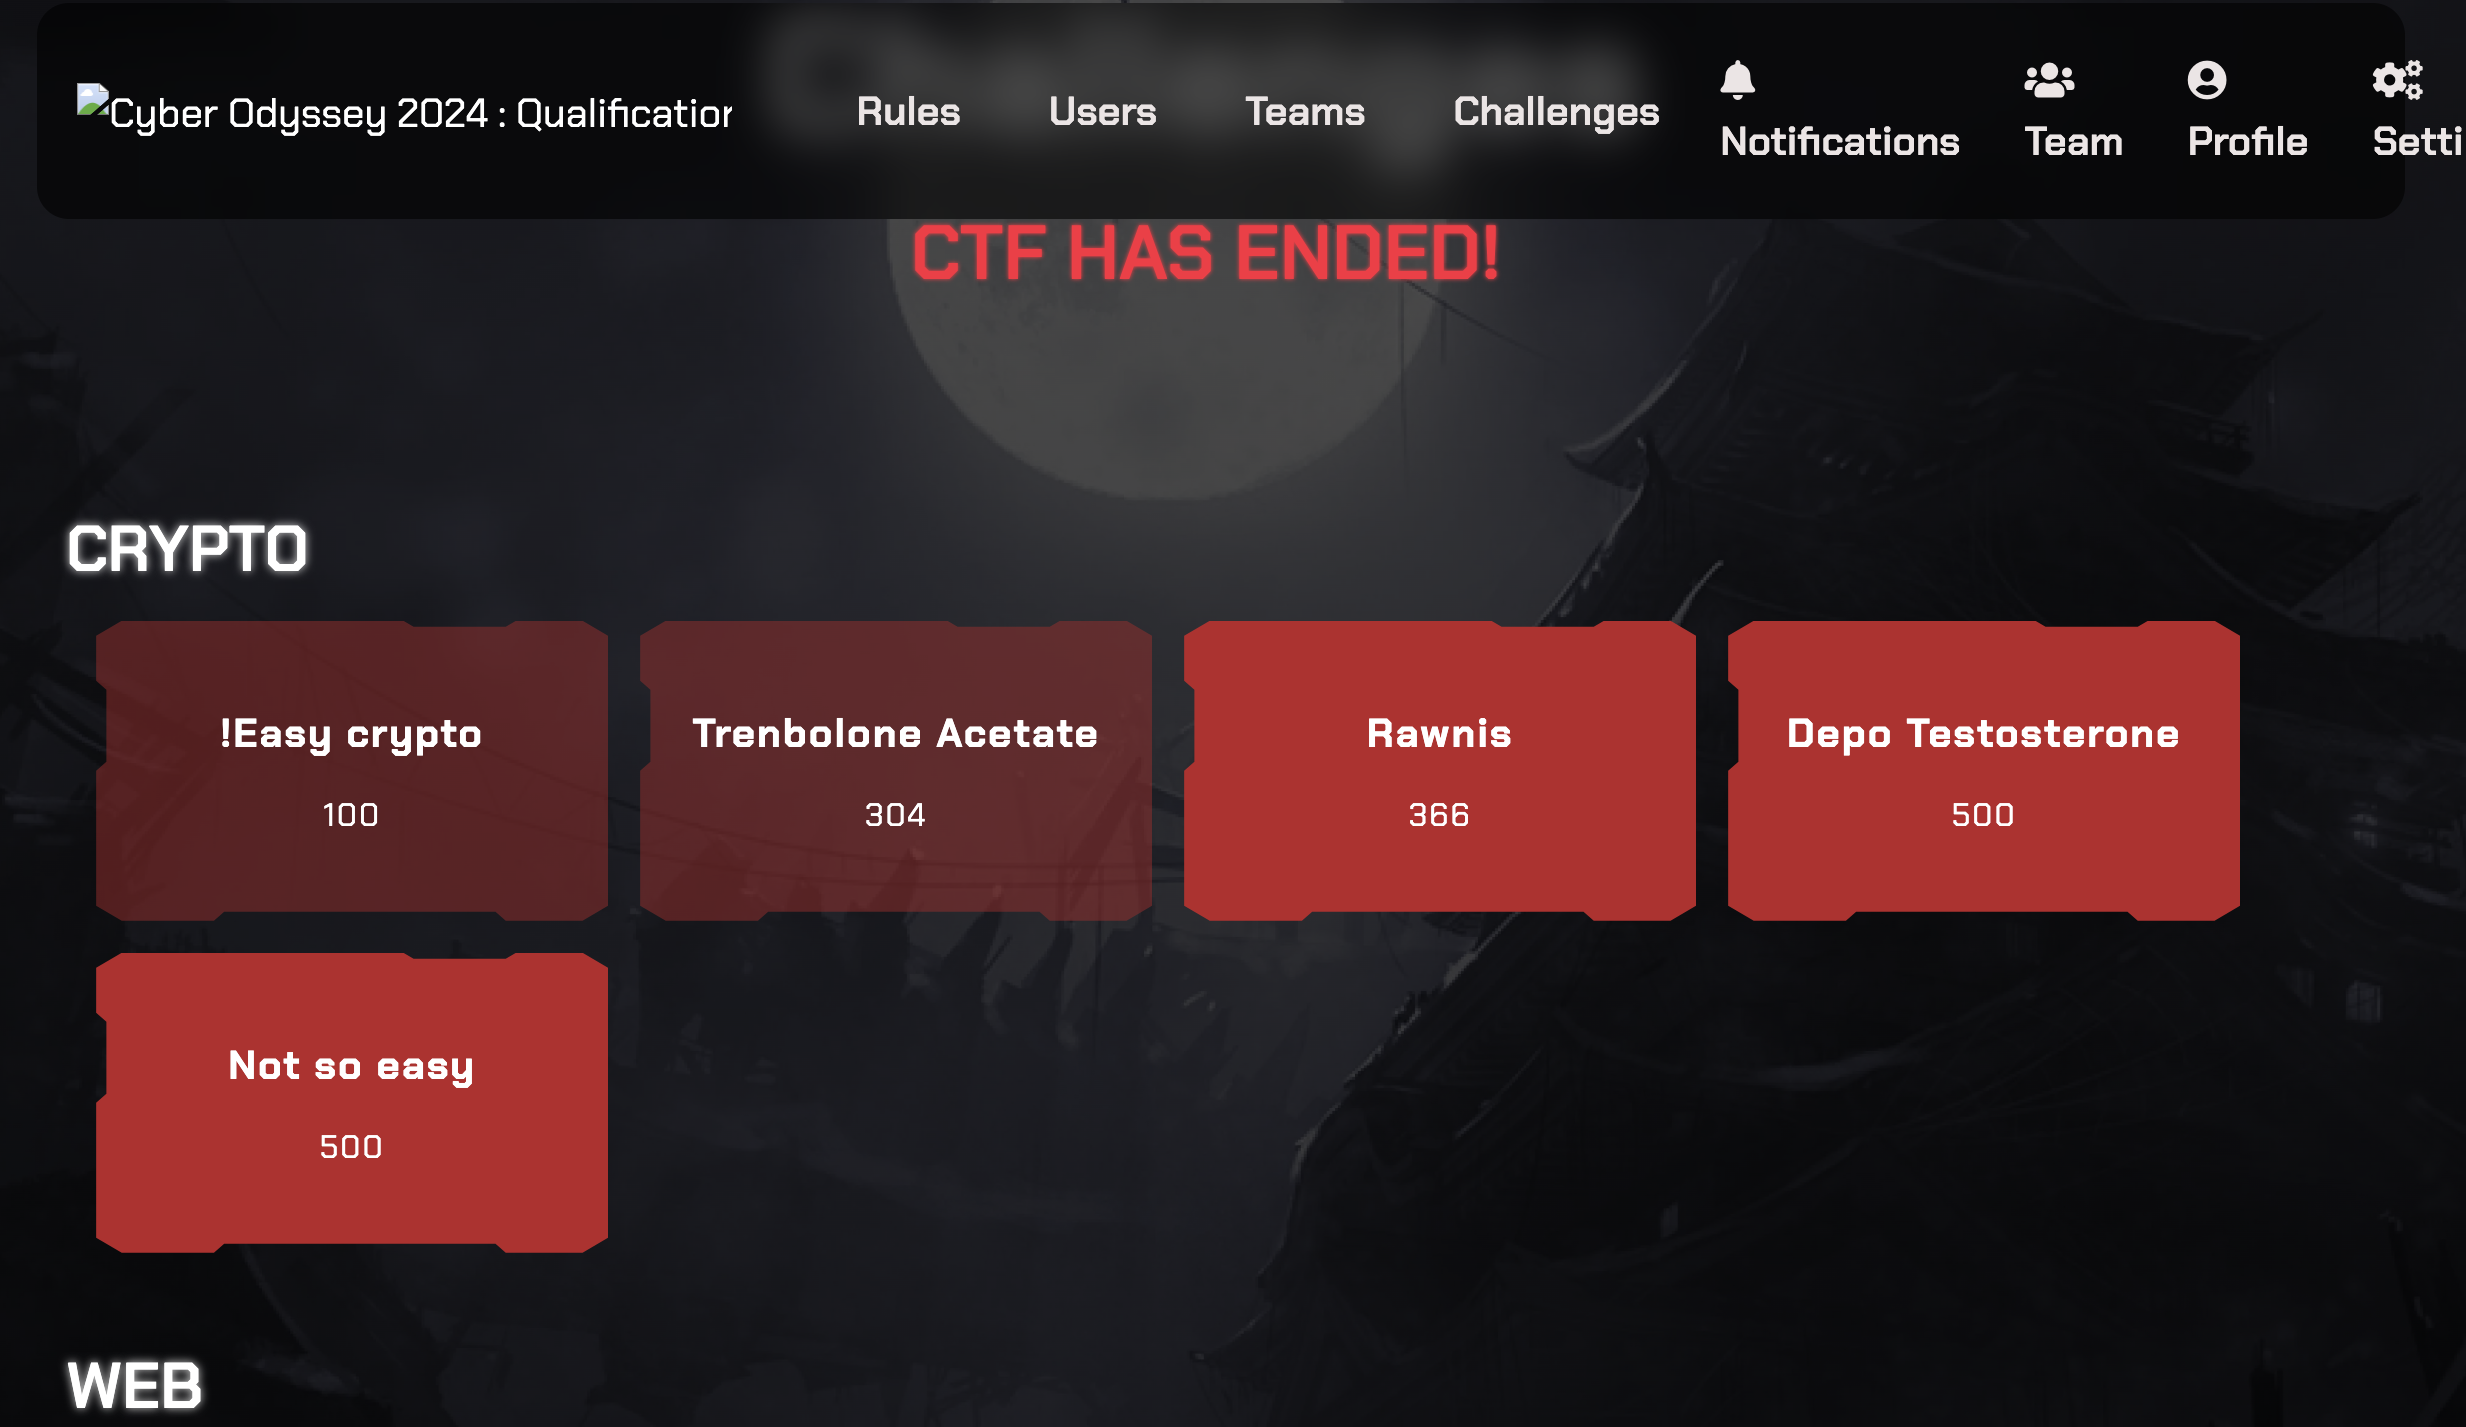 Cyber Odyssey 2024 : Qualification
Rules
Users
Teams
Challenges
Notifications
Team
Profile
Setti
CTF HAS ENDED!
CRYPTO
!Easy crypto
100
Trenbolone Acetate
304
Rawnis
366
Depo Testosterone
500
Not so easy
500
WEB